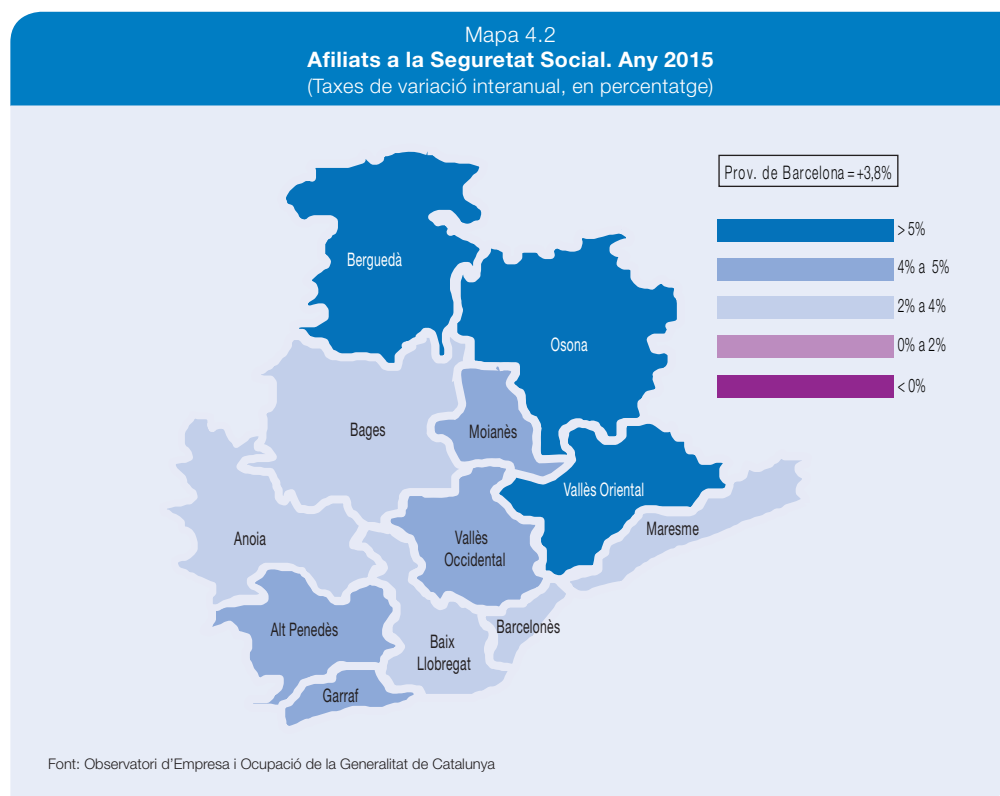 Mapa 4.2
Afiliats a la Seguretat Social. Any 2015
(Taxes de variació interanual, en percentatge)
Prov. de Barcelona = +3,8%
> 5%
4% a 5%
2% a 4%
0% a 2%
< 0%
Berguedà
Osona
Bages
Moianès
Vallès Oriental
Maresme
Anoia
Vallès
Occidental
Alt Penedès
Barcelonès
Baix
Llobregat
Garraf
Font: Observatori d'Empresa i Ocupació de la Generalitat de Catalunya